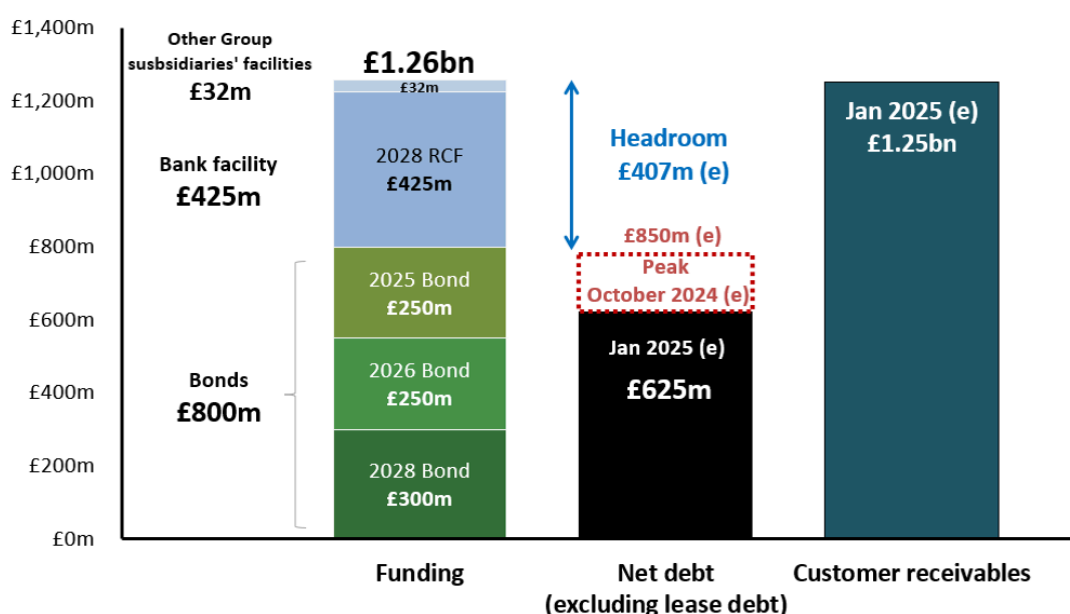 £1,400m
£1,200m
£1,000m
£800m
£600m
£400m
£200m
£0m
Other Group
susbsidiaries' facilities
£32m
Bank facility
£425m
Bonds
£800m
£1.26bn
£32m
2028 RCF
£425m
2025 Bond
£250m
2026 Bond
£250m
2028 Bond
£300m
Headroom
£407m (e)
£850m (e)
Peak
October 2024 (e)
Jan 2025 (e)
£625m
Jan 2025 (e)
£1.25bn
Funding
Net debt
(excluding lease debt)
Customer receivables